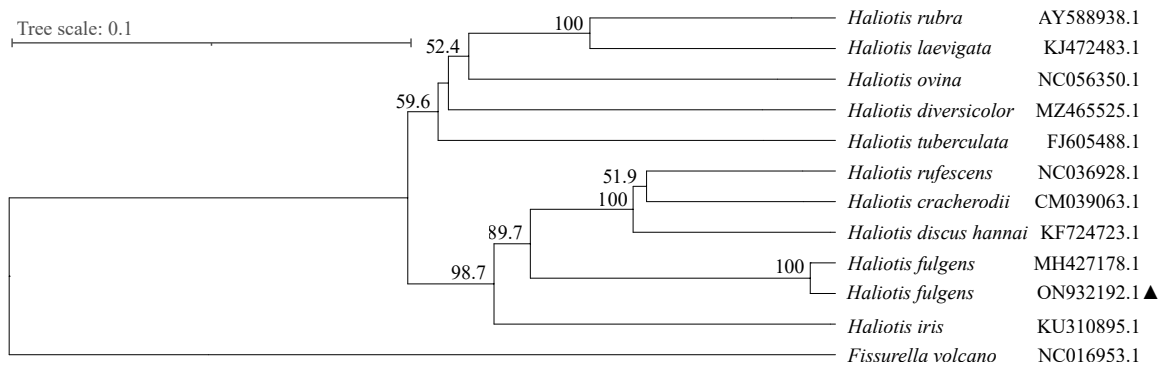 Tree scale: 0.1
100
Haliotis rubra AY588938.1
Haliotis laevigata KJ472483.1
52.4
Haliotis ovina NC056350.1
59.6
Haliotis diversicolor MZ465525.1
Haliotis tuberculata FJ605488.1
Haliotis rufescens NC036928.1
51.9
100
Haliotis cracherodii CM039063.1
89.7
Haliotis discus hannai KF724723.1
98.7
100
Haliotis fulgens MH427178.1
Haliotis fulgens ON932192.1▲
Haliotis iris KU310895.1
Fissurella volcano NC016953.1